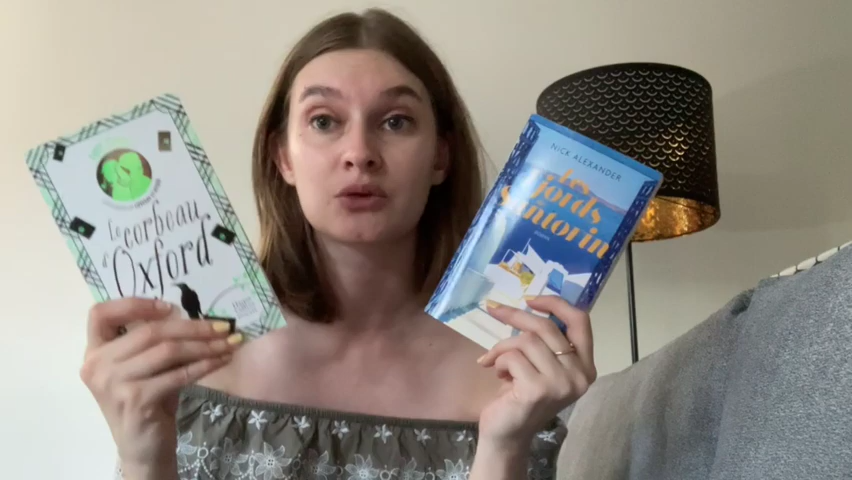 Le corbeau
d'Oxford
NICK ALEXANDER
Les
fjords
de
Santorin